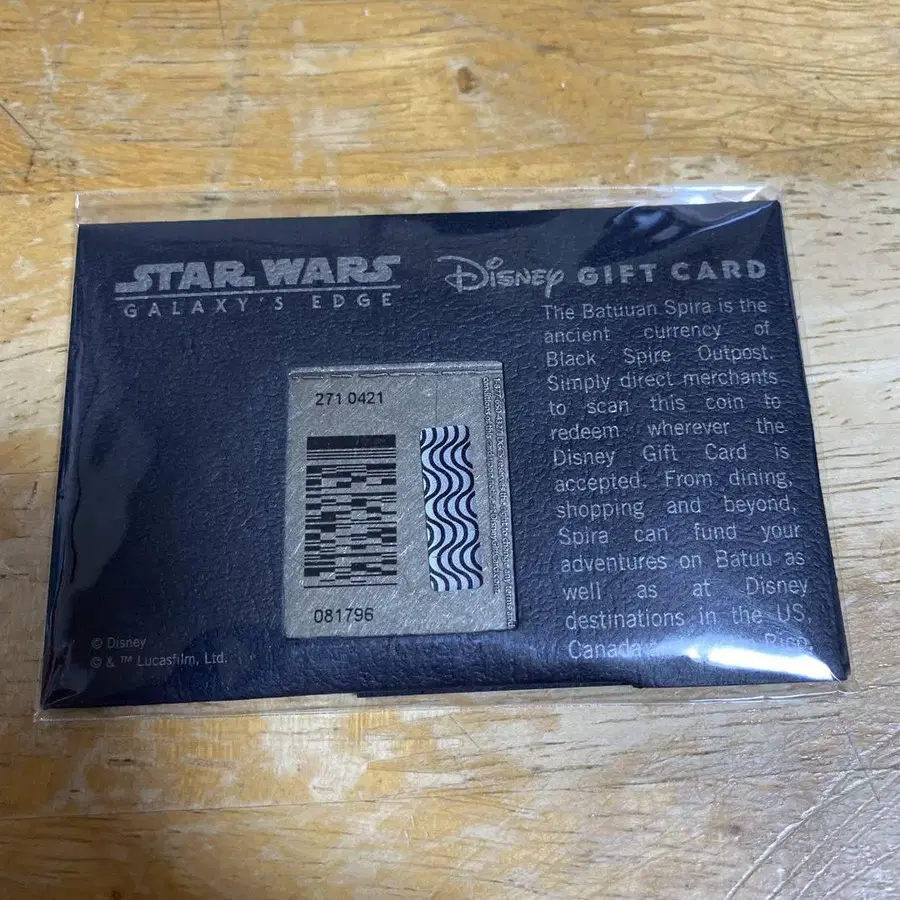 STAR WARS
GALAXY'S EDGE
Disney GIFT CARD
The Batuuan Spira is the
ancient currency of
Black Spire Outpost.
Simply direct merchants
to scan this coin to
redeem wherever the
Disney Gift Card is
accepted. From dining,
shopping and beyond,
Spira can fund your
adventures on Batuu as
well as at Disney
destinations in the US,
Canada
271 0421
081796
© Disney
© & ™ Lucasfilm, Ltd.